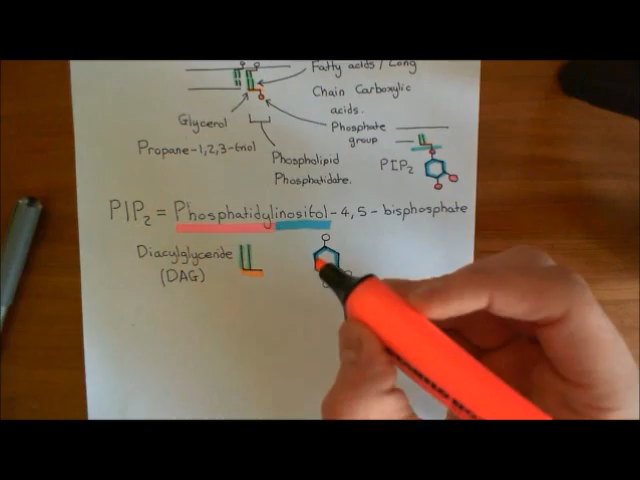 Fatty acids / Long
Chain Carboxylic
acids.
Glycerol
Phosphate
group
Propane-1,2,3-triol
Phospholipid
Phosphatidate.
PIP2
PIP2 = Phosphatidylinositol-4,5-bisphosphate
Diacylglyceride
(DAG)